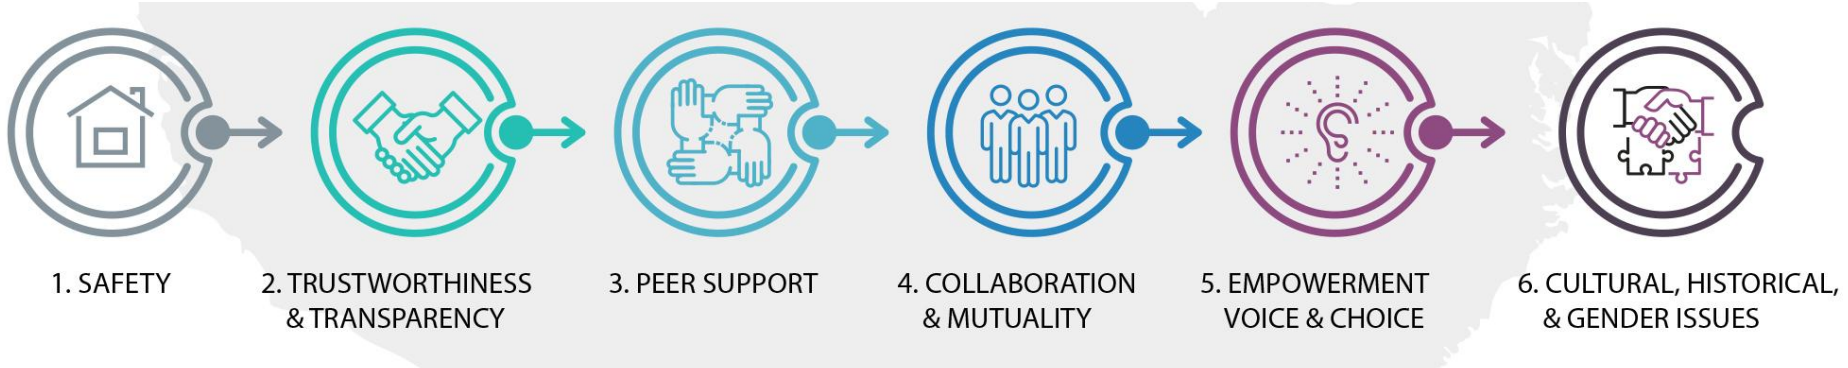 1. SAFETY
2. TRUSTWORTHINESS
& TRANSPARENCY
3. PEER SUPPORT
4. COLLABORATION
& MUTUALITY
5. EMPOWERMENT
VOICE & CHOICE
6. CULTURAL, HISTORICAL,
& GENDER ISSUES